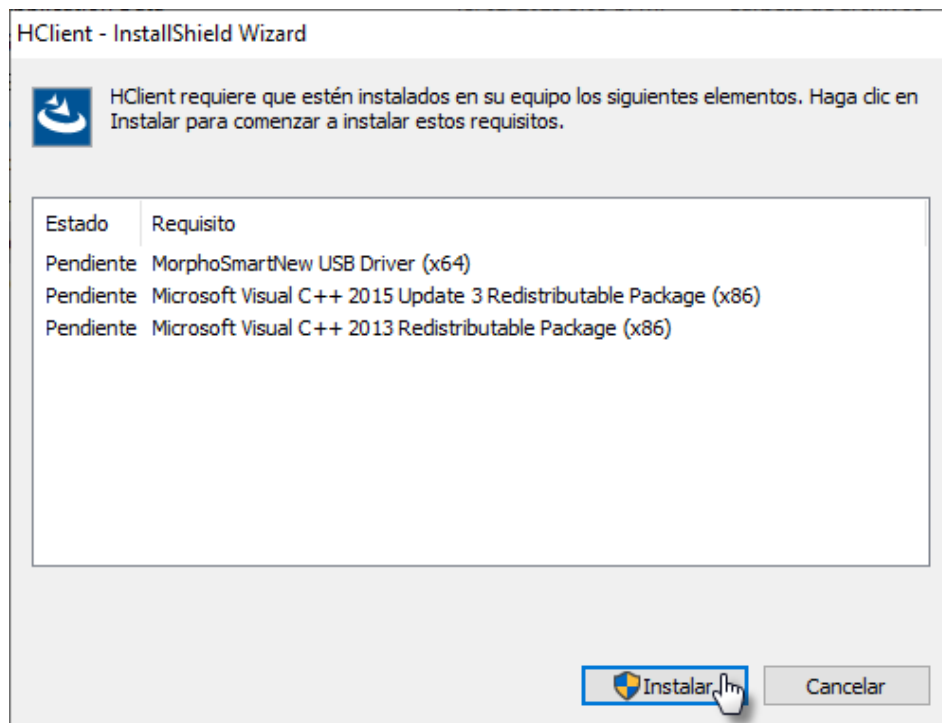 HClient - InstallShield Wizard
HClient requiere que estén instalados en su equipo los siguientes elementos. Haga clic en
Instalar para comenzar a instalar estos requisitos.
Estado Requisito
Pendiente MorphoSmartNew USB Driver (x64)
Pendiente Microsoft Visual C++ 2015 Update 3 Redistributable Package (x86)
Pendiente Microsoft Visual C++ 2013 Redistributable Package (x86)
Instalar Cancelar